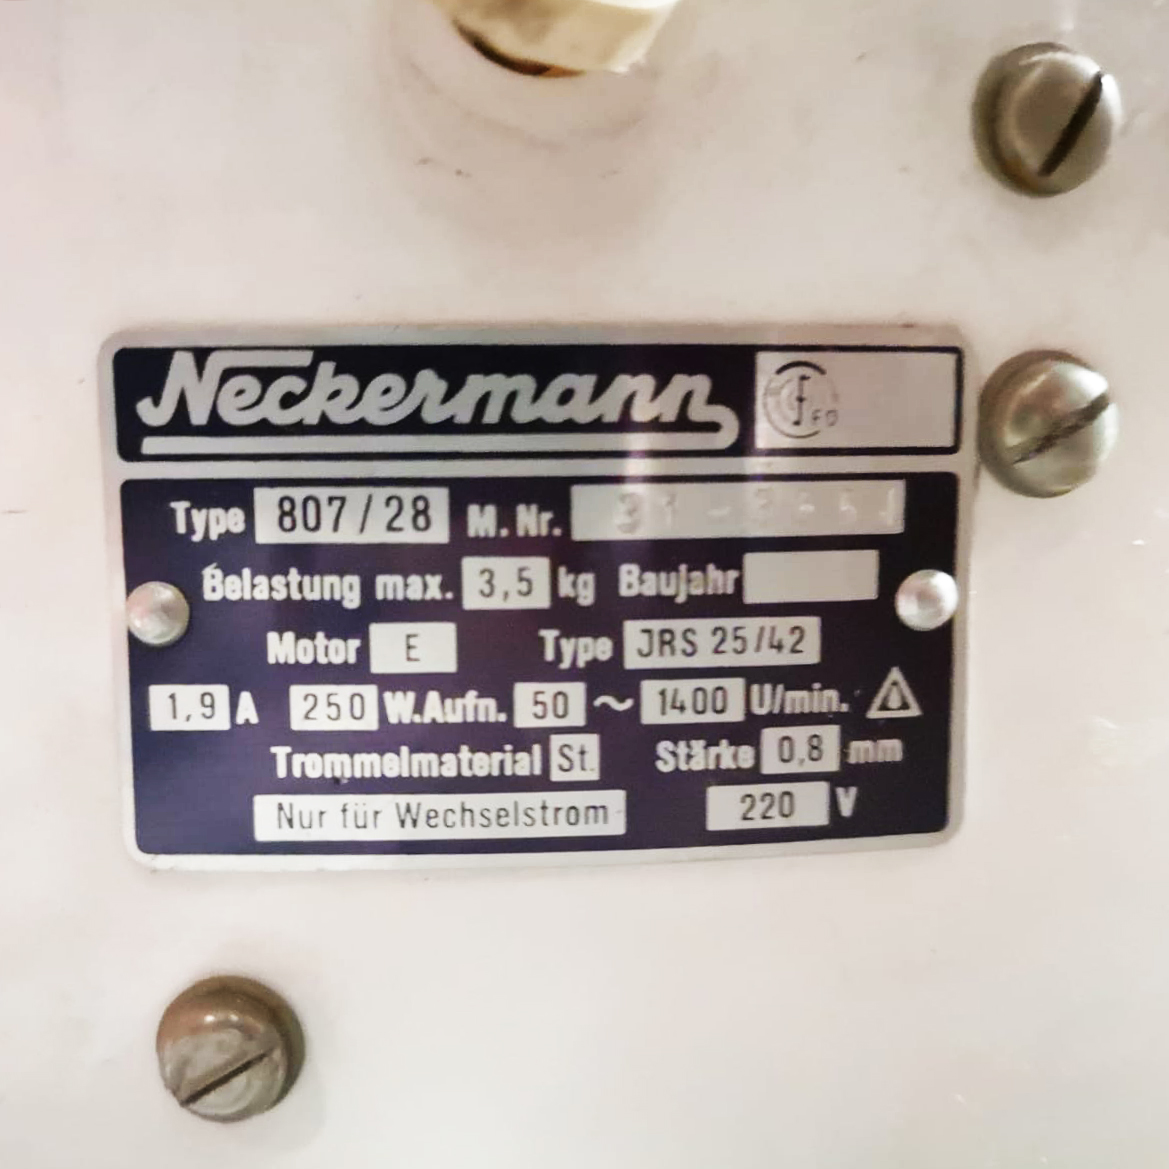 Neckermann
Type 807/28 M.Nr.
Belastung max. 3,5 kg Baujahr
Motor E Type JRS 25/42
1,9 A 250 W.Aufn. 50 ~ 1400 U/min.
Trommelmaterial St. Stärke 0,8 mm
Nur für Wechselstrom 220 V